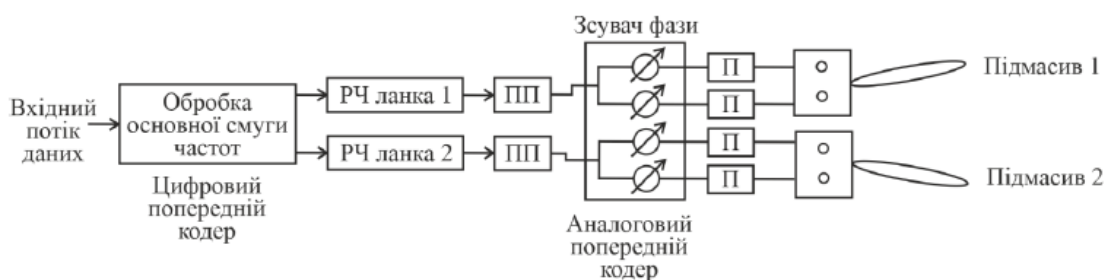 Зсувач фази
Вхідний
потік
даних
Обробка
основної смуги
частот
Цифровий
попередній
кодер
РЧ ланка 1
ПП
РЧ ланка 2
ПП
Аналоговий
попередній
кодер
П
П
П
П
Підмасив 1
Підмасив 2